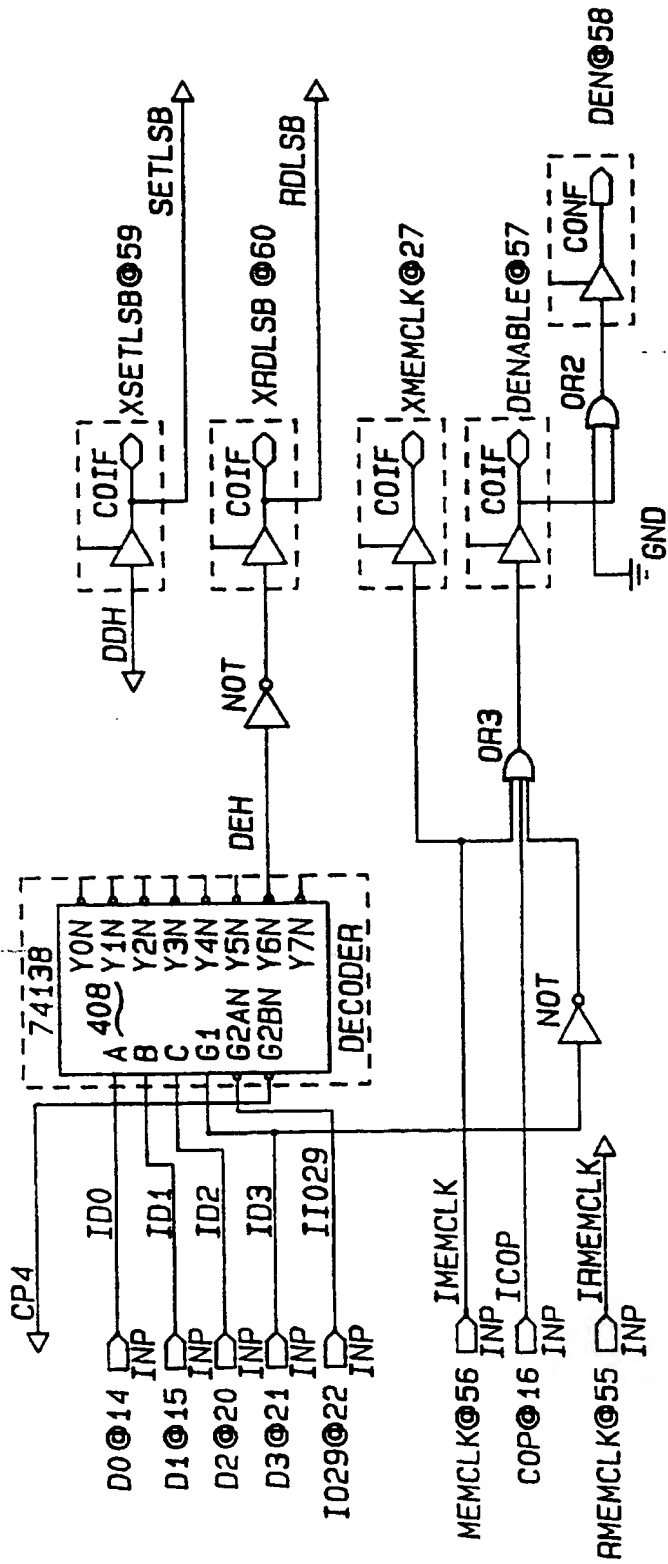 CP4
74138
408
A
B
C
G1
G2AN
G2BN
Y0N
Y1N
Y2N
Y3N
Y4N
Y5N
Y6N
Y7N
DECODER
D0@14
INP
ID0
D1@15
INP
ID1
D2@20
INP
ID2
D3@21
INP
ID3
IO29@22
INP
IIO29
DEH
NOT
DDH
COIF
XSETLSB@59
SETLSB
COIF
XRDLSB @60
RDLSB
MEMCLK@56
INP
IMEMCLK
COP@16
INP
ICOP
RMEMCLK@55
INP
IRMEMCLK
NOT
OR3
COIF
XMEMCLK@27
COIF
DENABLE@57
GND
OR2
CONF
DEN@58